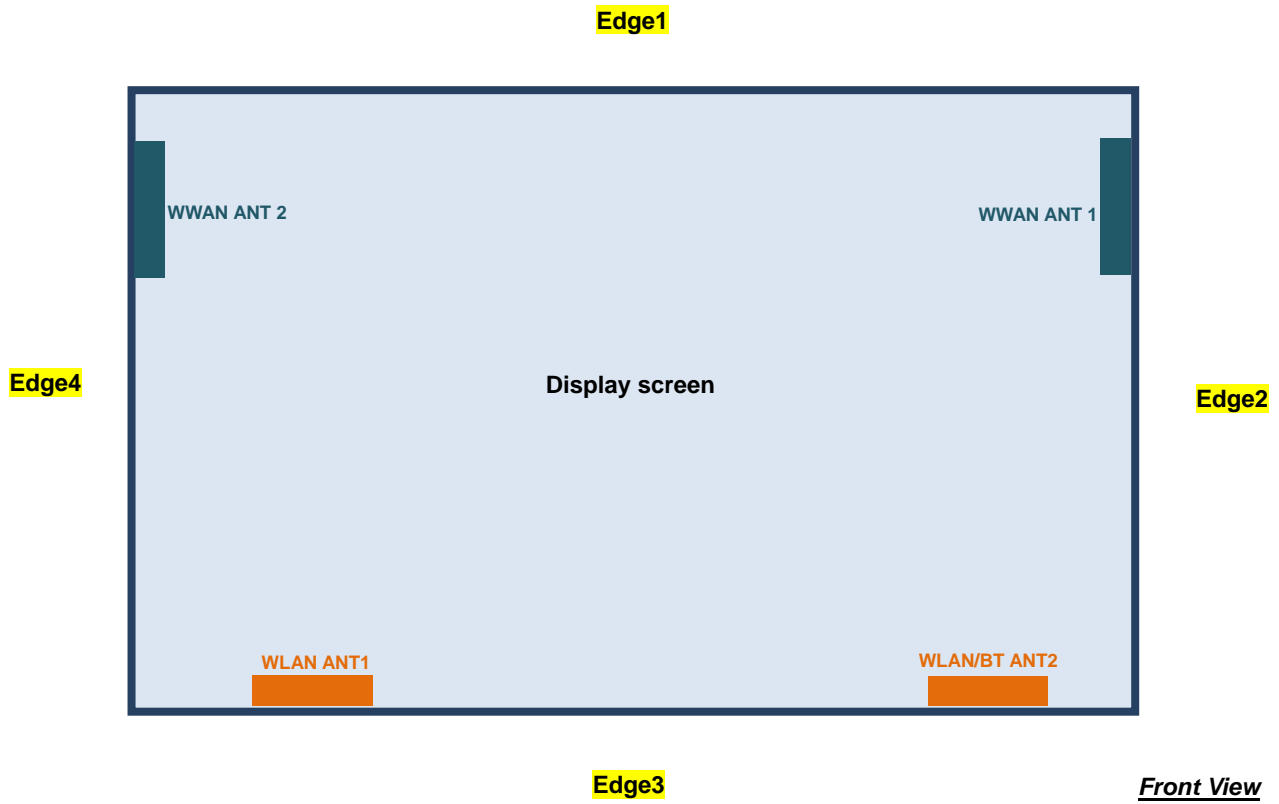 Edge1
WWAN ANT 2
WWAN ANT 1
Edge4
Display screen
Edge2
WLAN ANT1
WLAN/BT ANT2
Edge3
Front View